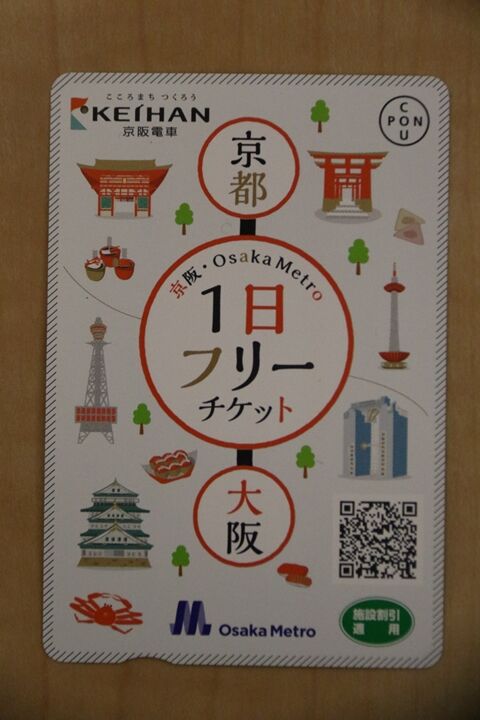 こころまち つくろう
KEIHAN
京阪電車
COUPON
京都
京阪・Osaka Metro
1日
フリー
チケット
大阪
Osaka Metro
施設割引
適用